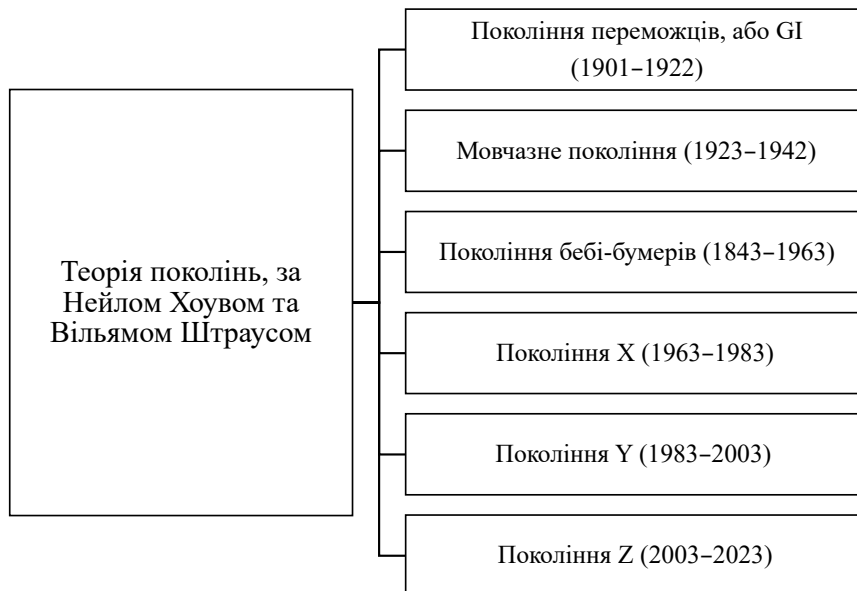 Теорія поколінь, за
Нейлом Хоувом та
Вільямом Штраусом
Покоління переможців, або GI
(1901–1922)
Мовчазне покоління (1923–1942)
Покоління бебі-бумерів (1843–1963)
Покоління X (1963–1983)
Покоління Y (1983–2003)
Покоління Z (2003–2023)